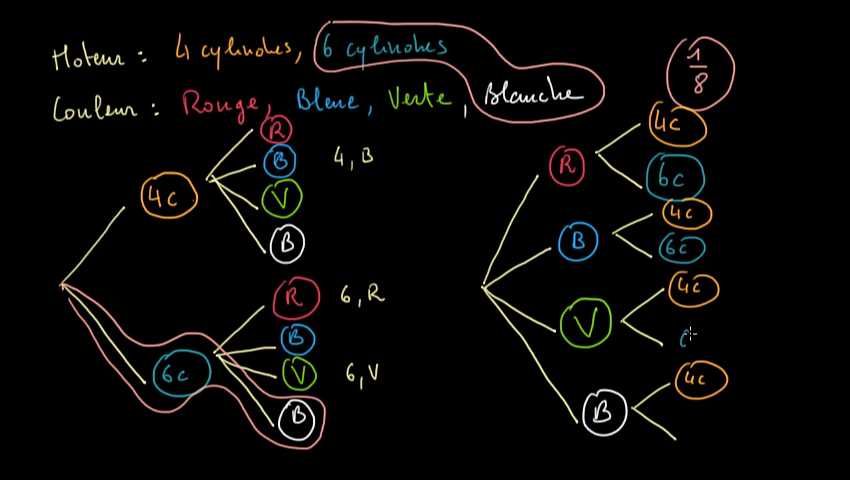 Moteur : 4 cylindres, 6 cylindres
1/8
Couleur : Rouge, Bleue, Verte, Blanche
R
4c
B
4, B
R
6c
4c
V
4c
B
B
6c
R
6, R
4c
B
V
6c
V
6, V
4c
B
B